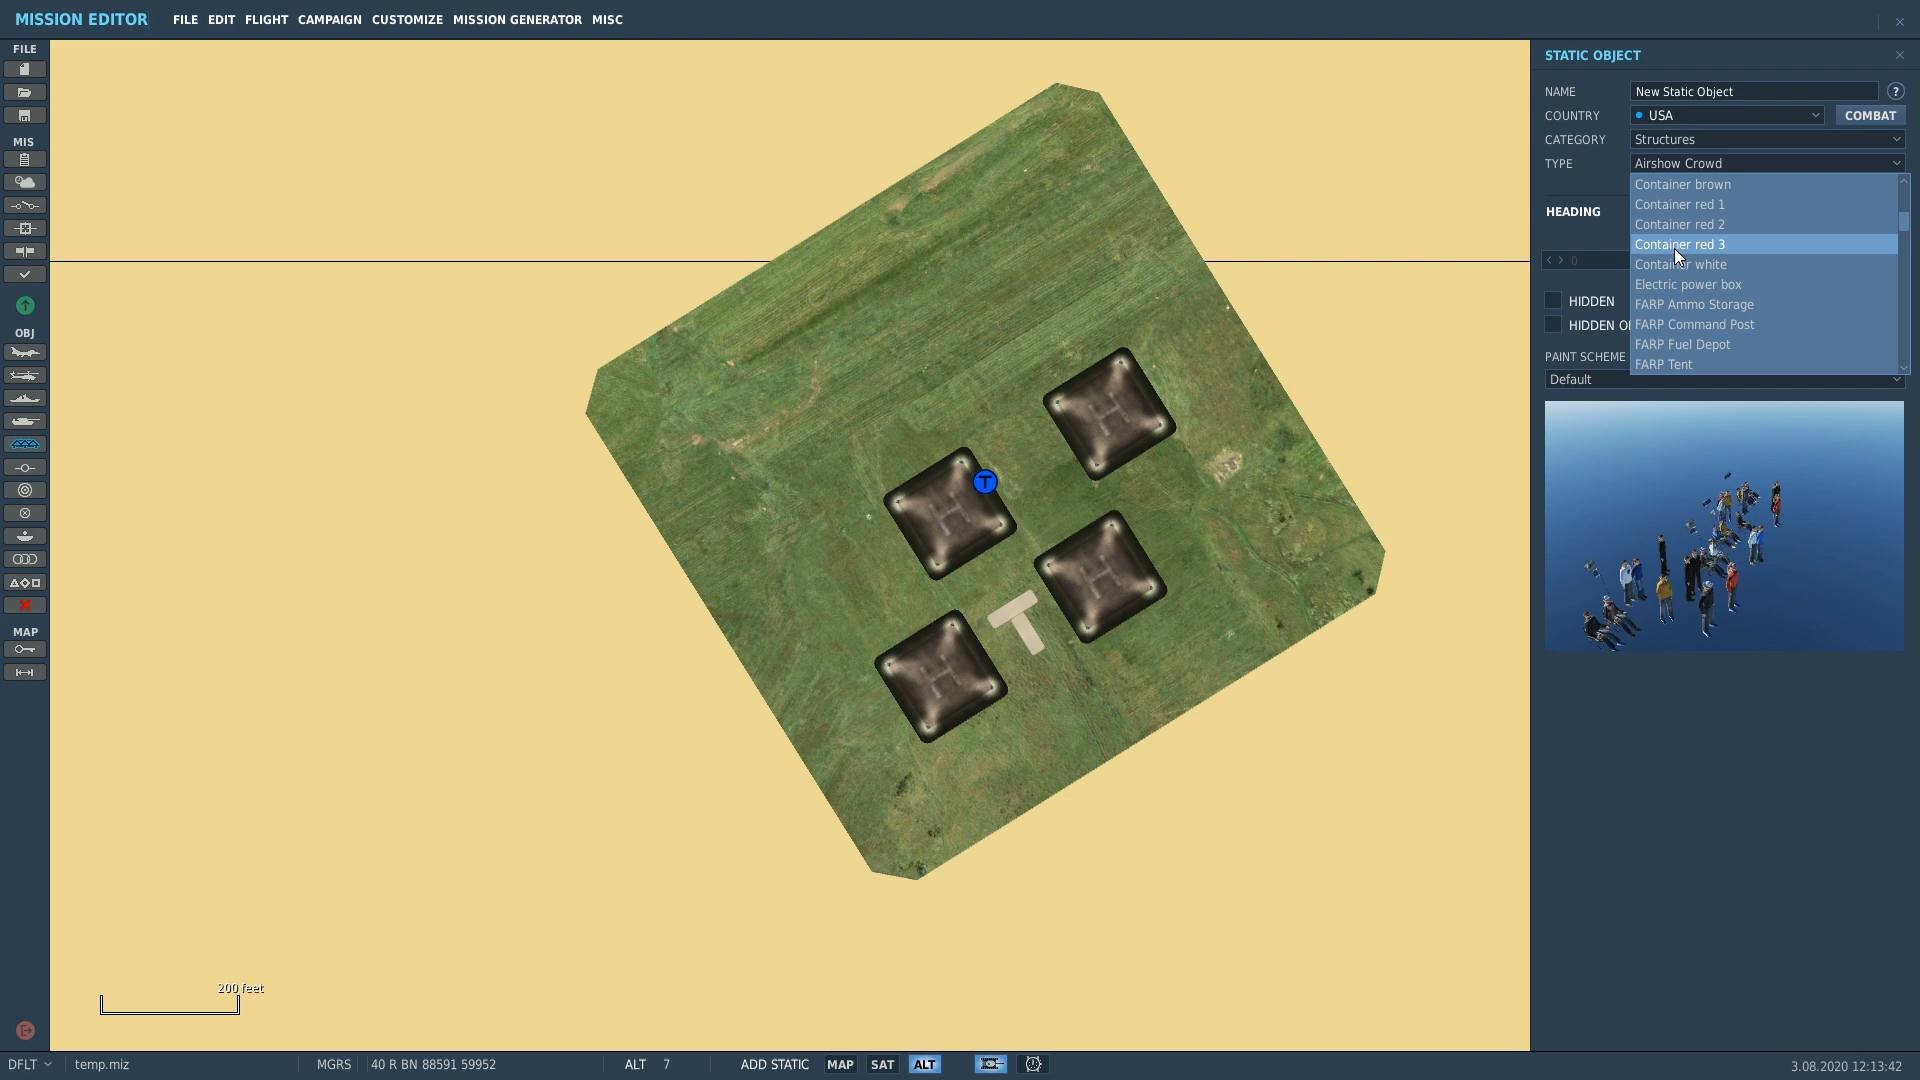 MISSION EDITOR FILE EDIT FLIGHT CAMPAIGN CUSTOMIZE MISSION GENERATOR MISC
FILE
MIS
OBJ
MAP
STATIC OBJECT
NAME New Static Object ?
COUNTRY USA COMBAT
CATEGORY Structures
TYPE Airshow Crowd
Container brown
Container red 1
HEADING
Container red 2
Container red 3
0
Container white
Electric power box
HIDDEN
FARP Ammo Storage
HIDDEN O
FARP Command Post
FARP Fuel Depot
PAINT SCHEME
FARP Tent
Default
H
T
H
H
T
H
200 feet
DFLT temp.miz MGRS 40 R BN 88591 59952 ALT 7 ADD STATIC MAP SAT ALT 3.08.2020 12:13:42